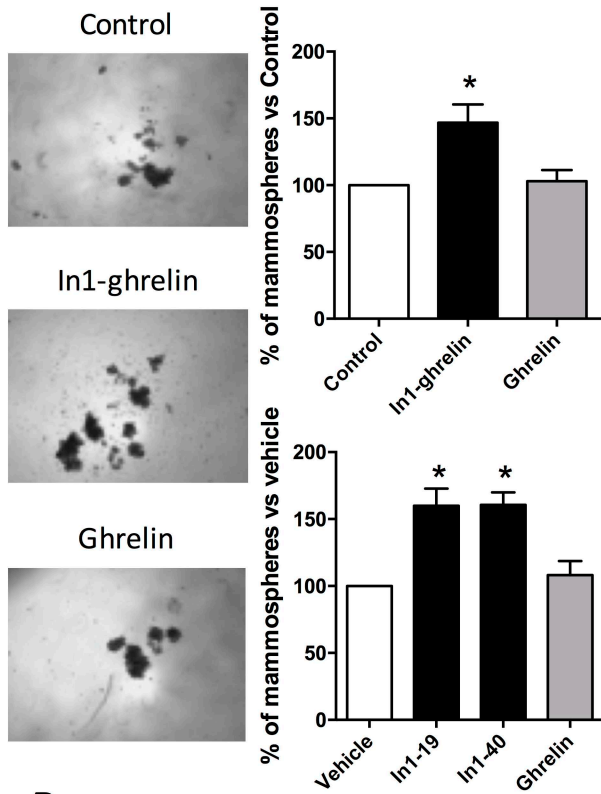 Control
In1-ghrelin
Ghrelin
% of mammospheres vs Control
200
150
100
50
0
*
Control
In1-ghrelin
Ghrelin
% of mammospheres vs vehicle
200
150
100
50
0
*
*
Vehicle
In1-19
In1-40
Ghrelin